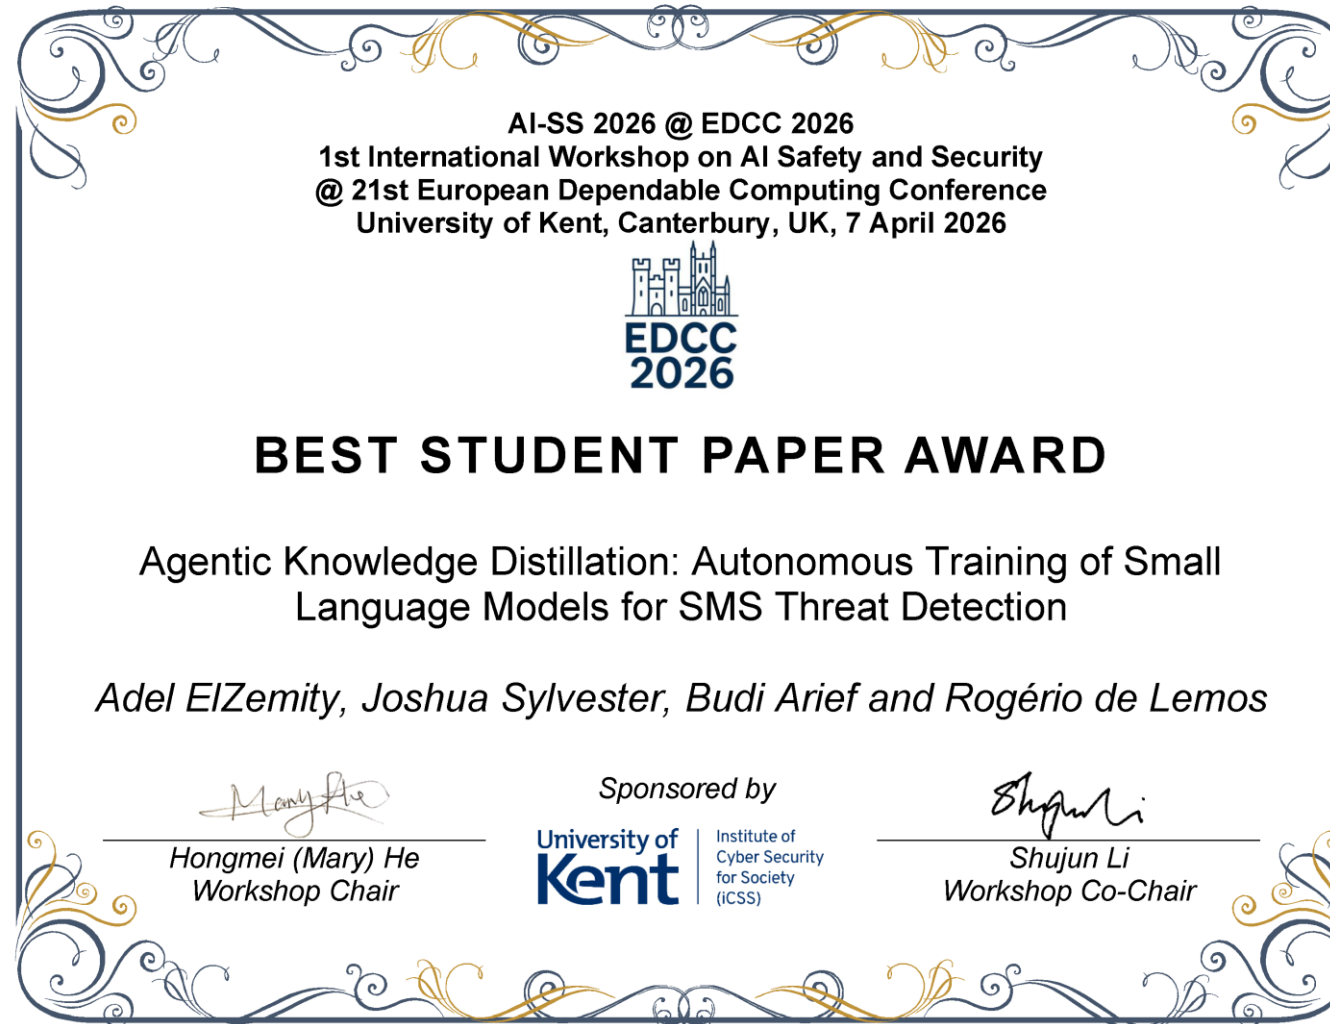 AI-SS 2026 @ EDCC 2026
1st International Workshop on AI Safety and Security
@ 21st European Dependable Computing Conference
University of Kent, Canterbury, UK, 7 April 2026
EDCC
2026
BEST STUDENT PAPER AWARD
Agentic Knowledge Distillation: Autonomous Training of Small
Language Models for SMS Threat Detection
Adel ElZemity, Joshua Sylvester, Budi Arief and Rogério de Lemos
Mary He
Sponsored by
Shujun Li
University of
Kent
Institute of
Cyber Security
for Society
(iCSS)
Hongmei (Mary) He
Workshop Chair
Shujun Li
Workshop Co-Chair